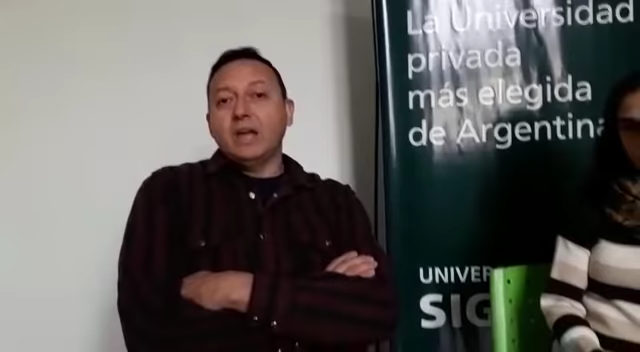 La Universidad
privada
más elegida
de Argentina
UNIVER
SIG